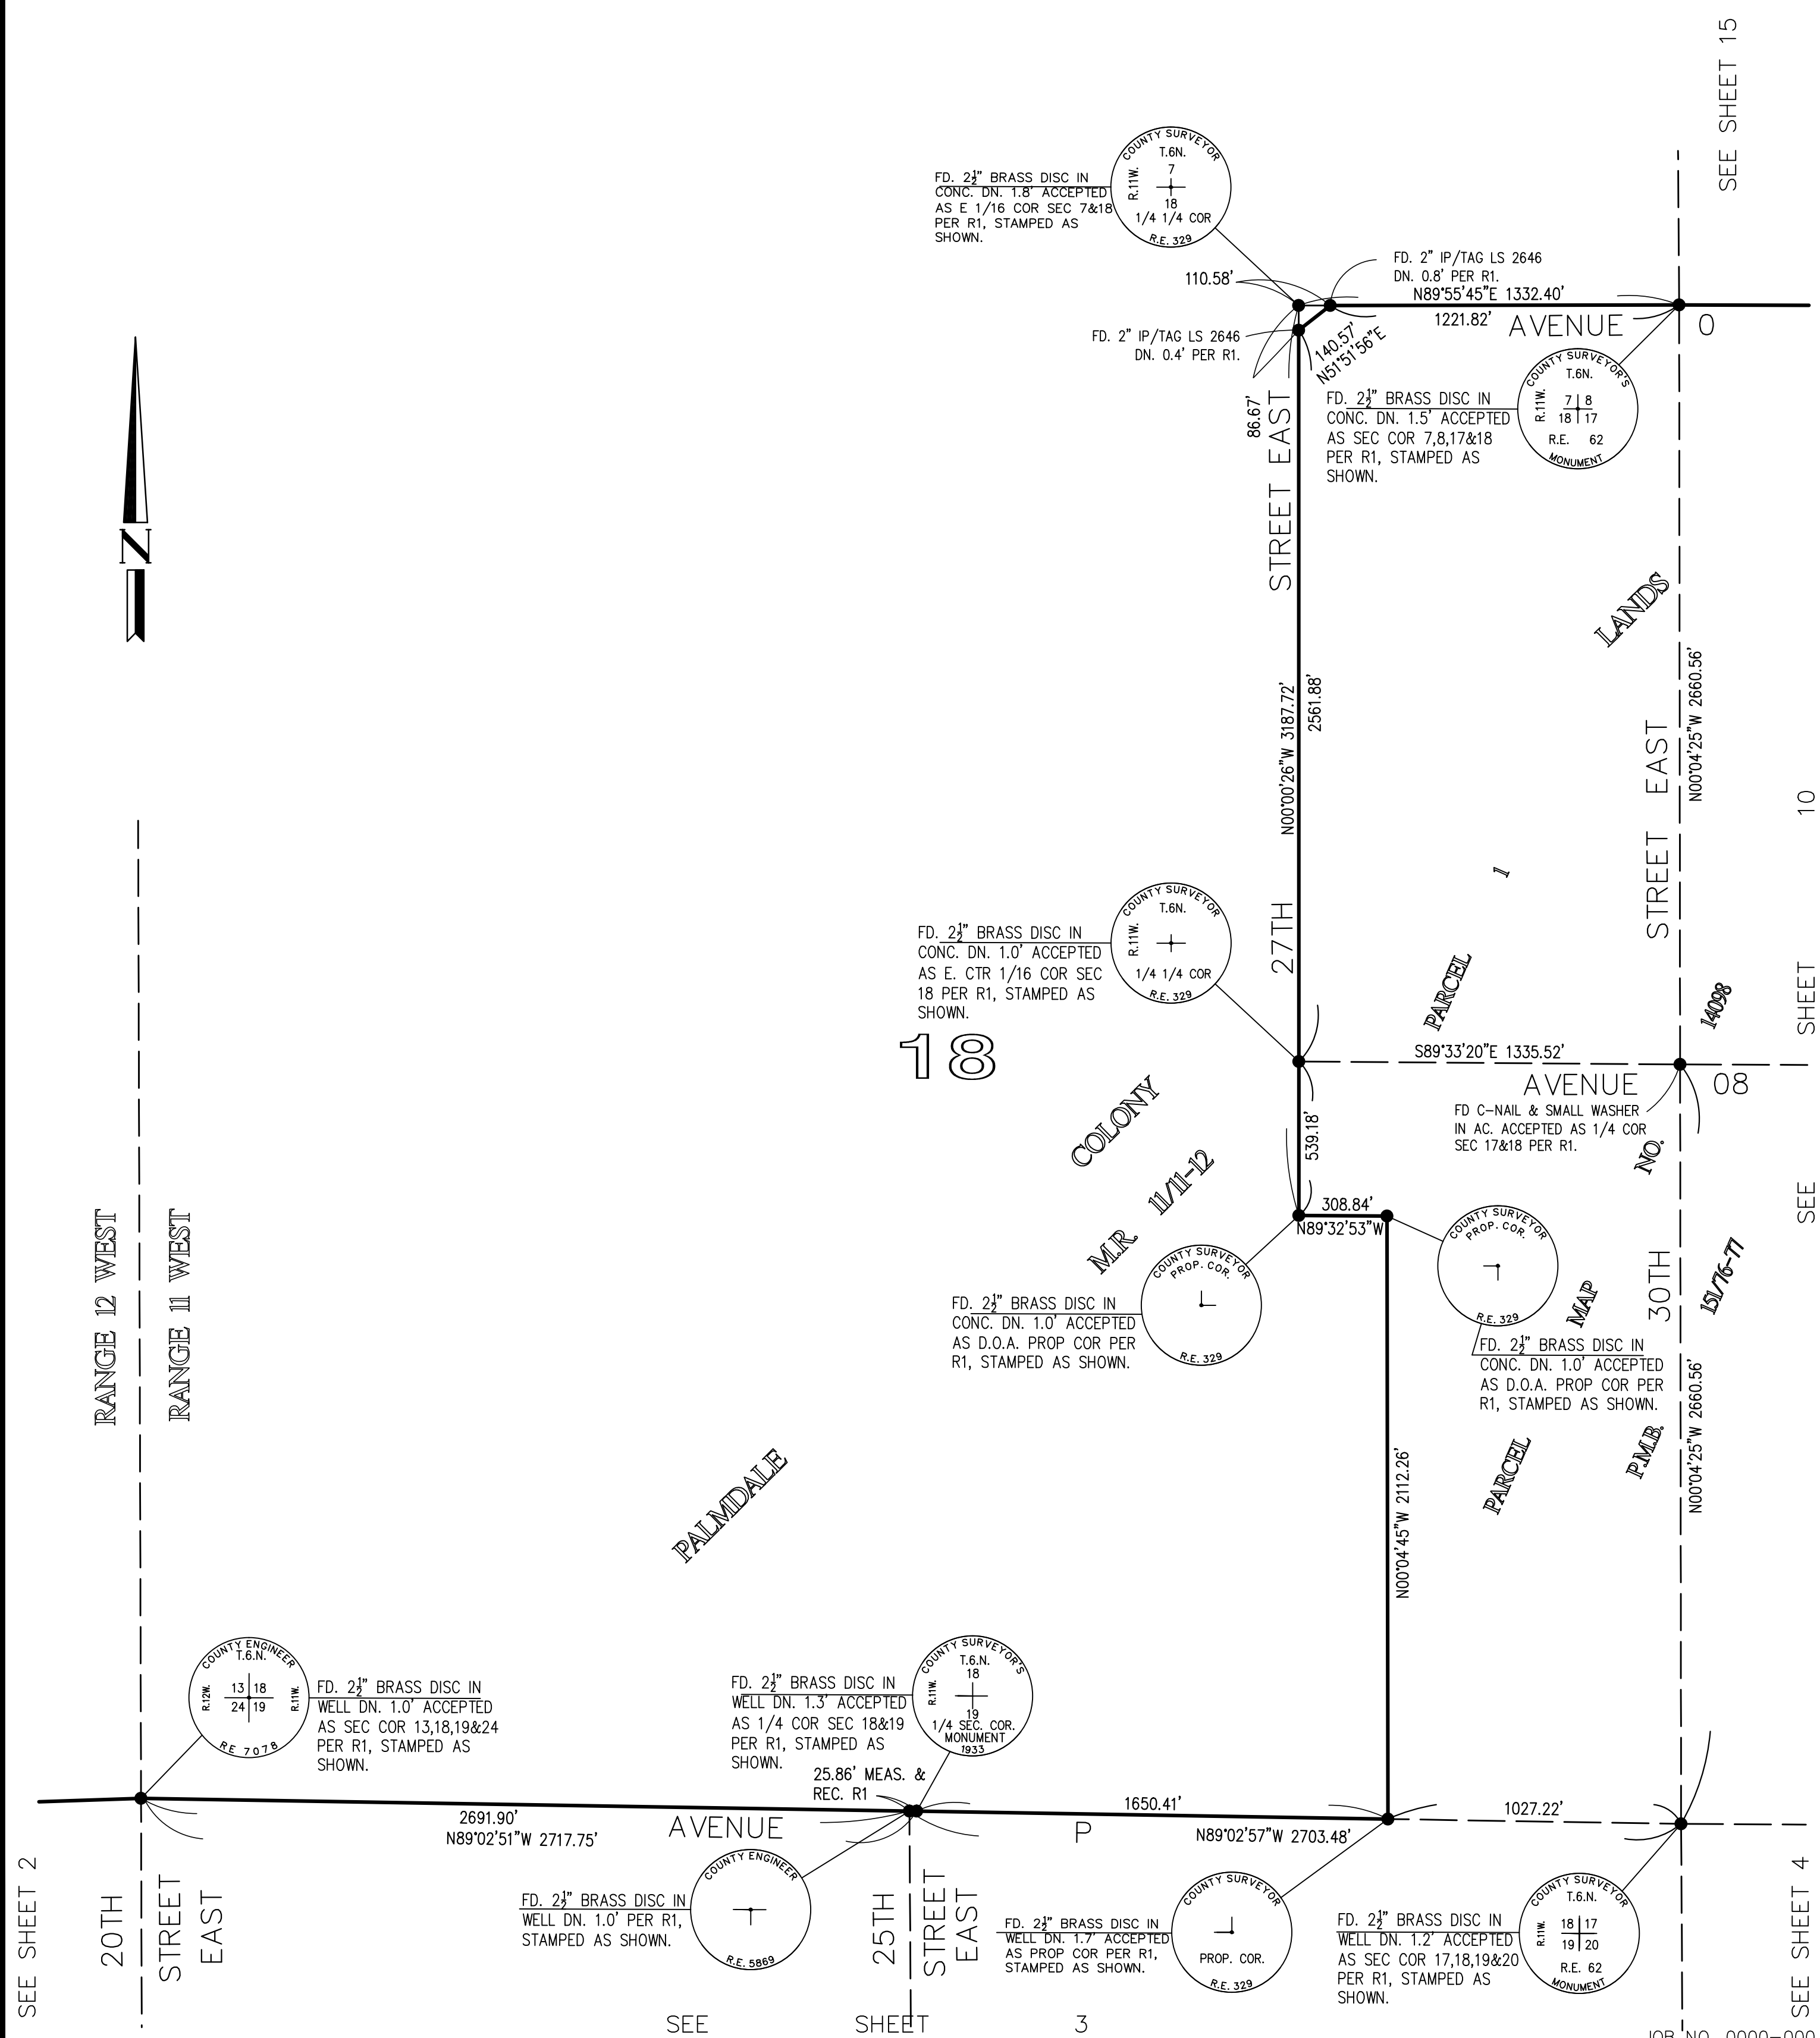 SEE SHEET 15
COUNTY SURVEYOR
T.6N.
R.11W.
7
18
1/4 1/4 COR
R.E. 329
FD. 2½" BRASS DISC IN
CONC. DN. 1.8' ACCEPTED
AS E 1/16 COR SEC 7&18
PER R1, STAMPED AS
SHOWN.
110.58'
FD. 2" IP/TAG LS 2646
DN. 0.8' PER R1.
N89°55'45"E 1332.40'
1221.82'
AVENUE O
FD. 2" IP/TAG LS 2646
DN. 0.4' PER R1.
140.57'
N51°51'56"E
86.67'
FD. 2½" BRASS DISC IN
CONC. DN. 1.5' ACCEPTED
AS SEC COR 7,8,17&18
PER R1, STAMPED AS
SHOWN.
COUNTY SURVEYOR'S
T.6N.
R.11W.
7 8
18 17
R.E. 62
MONUMENT
N
27TH STREET EAST
N00°00'26"W 3187.72'
2561.88'
LANDS
30TH STREET EAST
N00°04'25"W 2660.56'
SEE SHEET 10
PARCEL 1
COUNTY SURVEYOR
T.6N.
R.11W.
1/4 1/4 COR
R.E. 329
FD. 2½" BRASS DISC IN
CONC. DN. 1.0' ACCEPTED
AS E. CTR 1/16 COR SEC
18 PER R1, STAMPED AS
SHOWN.
18
S89°33'20"E 1335.52'
AVENUE 08
FD C-NAIL & SMALL WASHER
IN AC. ACCEPTED AS 1/4 COR
SEC 17&18 PER R1.
539.18'
PALMDALE COLONY
M.R. 11/11-12
308.84'
N89°32'53"W
COUNTY SURVEYOR
PROP. COR.
R.E. 329
FD. 2½" BRASS DISC IN
CONC. DN. 1.0' ACCEPTED
AS D.O.A. PROP COR PER
R1, STAMPED AS SHOWN.
COUNTY SURVEYOR
PROP. COR.
R.E. 329
FD. 2½" BRASS DISC IN
CONC. DN. 1.0' ACCEPTED
AS D.O.A. PROP COR PER
R1, STAMPED AS SHOWN.
PARCEL MAP NO. 14098
P.M.B. 151/76-77
N00°04'25"W 2660.56'
N00°04'45"W 2112.26'
RANGE 12 WEST
RANGE 11 WEST
COUNTY ENGINEER
T.6.N.
R.12W.
13 18
24 19
R.11W.
RE 7078
FD. 2½" BRASS DISC IN
WELL DN. 1.0' ACCEPTED
AS SEC COR 13,18,19&24
PER R1, STAMPED AS
SHOWN.
FD. 2½" BRASS DISC IN
WELL DN. 1.3' ACCEPTED
AS 1/4 COR SEC 18&19
PER R1, STAMPED AS
SHOWN.
COUNTY SURVEYOR'S
T.6.N.
R.11W.
18
19
1/4 SEC. COR.
MONUMENT
1933
25.86' MEAS. &
REC. R1
2691.90'
N89°02'51"W 2717.75'
AVENUE P
1650.41'
N89°02'57"W 2703.48'
1027.22'
SEE SHEET 2
20TH
STREET
EAST
FD. 2½" BRASS DISC IN
WELL DN. 1.0' PER R1,
STAMPED AS SHOWN.
COUNTY ENGINEER
R.E. 5869
25TH
STREET
EAST
FD. 2½" BRASS DISC IN
WELL DN. 1.7' ACCEPTED
AS PROP COR PER R1,
STAMPED AS SHOWN.
COUNTY SURVEYOR
PROP. COR.
R.E. 329
FD. 2½" BRASS DISC IN
WELL DN. 1.2' ACCEPTED
AS SEC COR 17,18,19&20
PER R1, STAMPED AS
SHOWN.
COUNTY SURVEYOR
T.6.N.
R.11W.
18 17
19 20
R.E. 62
MONUMENT
SEE SHEET 4
SEE SHEET 3
JOB NO. 0000-000